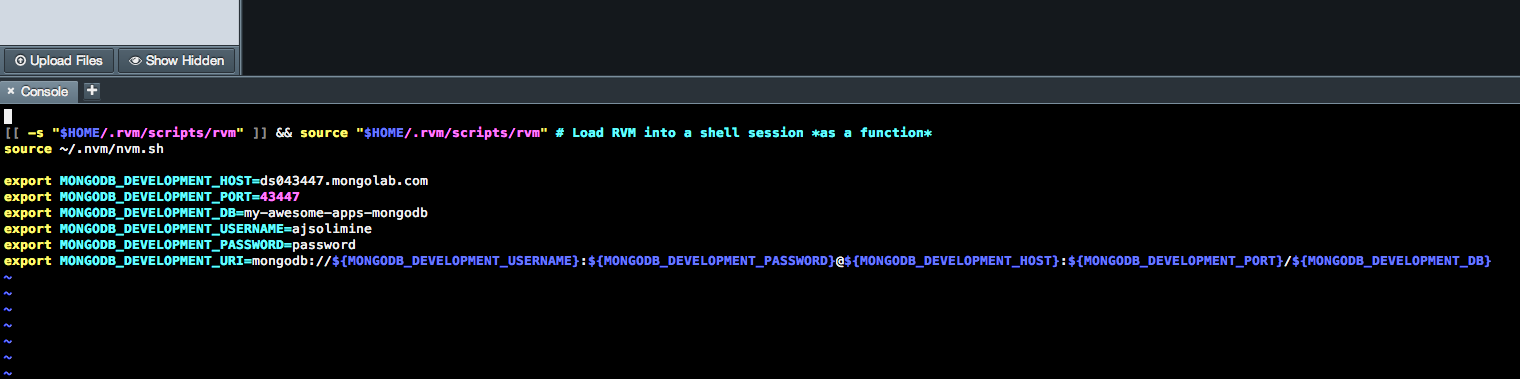 Upload Files
Show Hidden
× Console +
[[ -s "$HOME/.rvm/scripts/rvm" ]] && source "$HOME/.rvm/scripts/rvm" # Load RVM into a shell session *as a function*
source ~/.nvm/nvm.sh
export MONGODB_DEVELOPMENT_HOST=ds043447.mongolab.com
export MONGODB_DEVELOPMENT_PORT=43447
export MONGODB_DEVELOPMENT_DB=my-awesome-apps-mongodb
export MONGODB_DEVELOPMENT_USERNAME=ajsolimine
export MONGODB_DEVELOPMENT_PASSWORD=password
export MONGODB_DEVELOPMENT_URI=mongodb://${MONGODB_DEVELOPMENT_USERNAME}:${MONGODB_DEVELOPMENT_PASSWORD}@${MONGODB_DEVELOPMENT_HOST}:${MONGODB_DEVELOPMENT_PORT}/${MONGODB_DEVELOPMENT_DB}
~
~
~
~
~
~
~